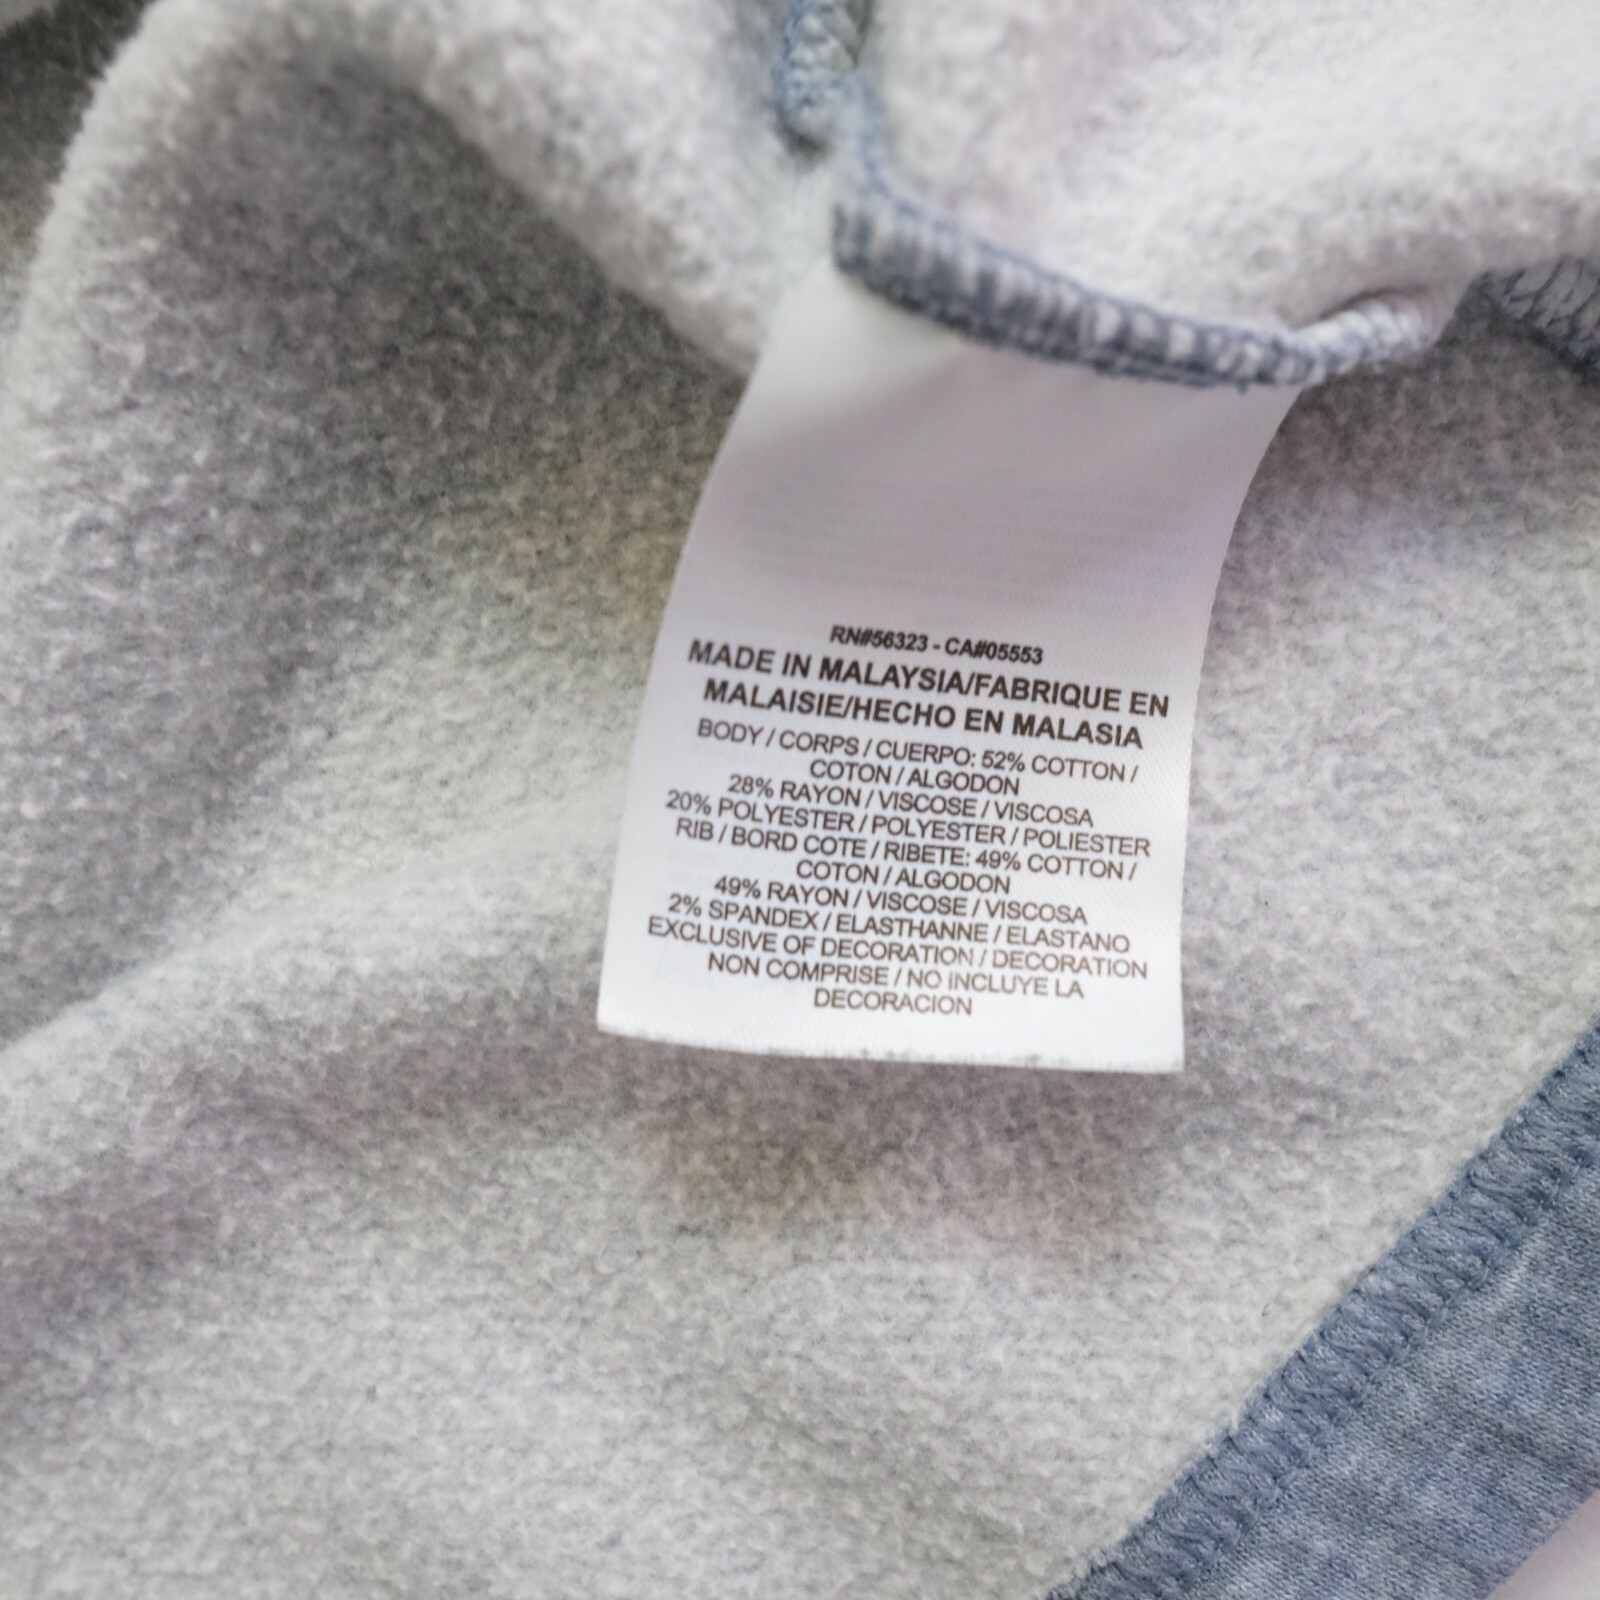 RN#56323 - CA#05553
MADE IN MALAYSIA/FABRIQUE EN
MALAISIE/HECHO EN MALASIA
BODY / CORPS / CUERPO: 52% COTTON /
COTON / ALGODON
28% RAYON / VISCOSE / VISCOSA
20% POLYESTER / POLYESTER / POLIESTER
RIB / BORD COTE / RIBETE: 49% COTTON /
COTON / ALGODON
49% RAYON / VISCOSE / VISCOSA
2% SPANDEX / ELASTHANNE / ELASTANO
EXCLUSIVE OF DECORATION / DECORATION
NON COMPRISE / NO INCLUYE LA
DECORACION